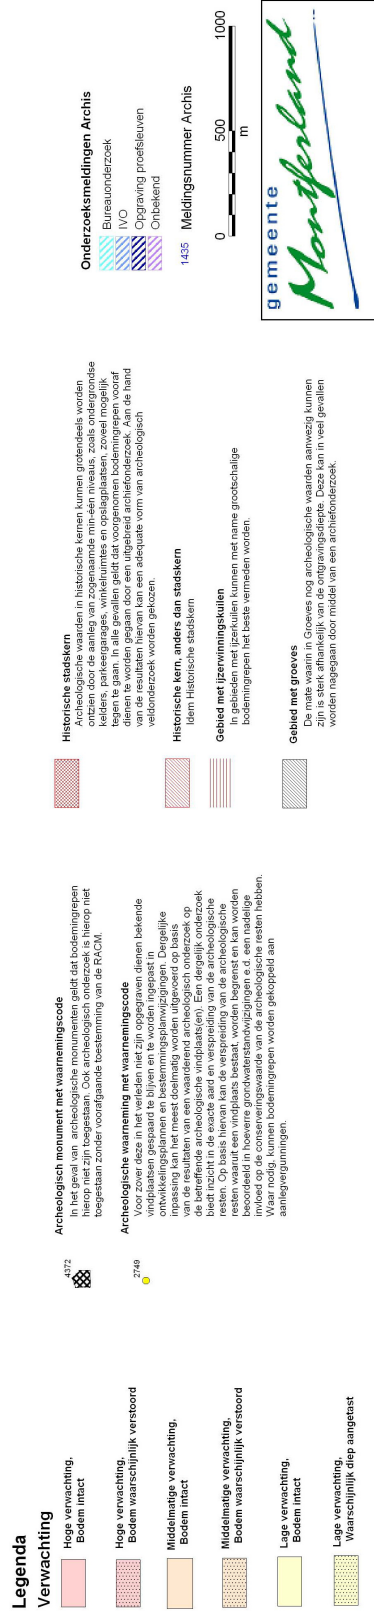 Legenda
Verwachting
Hoge verwachting,
Bodem intact
Hoge verwachting,
Bodem waarschijnlijk verstoord
Middelmatige verwachting,
Bodem intact
Middelmatige verwachting,
Bodem waarschijnlijk verstoord
Lage verwachting,
Bodem intact
Lage verwachting,
Waarschijnlijk diep aangetast
4372
Archeologisch monument met waarnemingscode
In het geval van archeologische monumenten geldt dat bodemingrepen
hierop niet zijn toegestaan. Ook archeologisch onderzoek is hierop niet
toegestaan zonder voorafgaande toestemming van de RACM.
2749
Archeologische waarneming met waarnemingscode
Voor zover deze in het verleden niet zijn opgegraven dienen bekende
vindplaatsen gespaard te blijven en te worden ingepast in
ontwikkelingsplannen en bestemmingsplanwijzigingen. Dergelijke
inpassing kan het meest doelmatig worden uitgevoerd op basis
van de resultaten van een waarderend archeologisch onderzoek op
de betreffende archeologische vindplaats(en). Een dergelijk onderzoek
biedt inzicht in de exacte aard en verspreiding van de archeologische
resten. Op basis hiervan kan de verspreiding van de archeologische
resten waaruit een vindplaats bestaat, worden begrenst en kan worden
beoordeeld in hoeverre grondwaterstandwijzigingen e.d. een nadelige
invloed op de conserveringswaarde van de archeologische resten hebben.
Waar nodig, kunnen bodemingrepen worden gekoppeld aan
aanlegvergunningen.
Historische stadskern
Archeologische waarden in historische kernen kunnen grotendeels worden
ontzien door de aanleg van zogenaamde min-één niveaus, zoals ondergrondse
kelders, parkeergarages, winkelruimtes en opslagplaatsen, zoveel mogelijk
tegen te gaan. In alle gevallen geldt dat voorgenomen bodemingrepen vooraf
dienen te worden gegaan door een uitgebreid archiefonderzoek. Aan de hand
van de resultaten hiervan kan een adequate vorm van archeologisch
veldonderzoek worden gekozen.
Historische kern, anders dan stadskern
Idem Historische stadskern
Gebied met ijzerwinningskuilen
In gebieden met ijzerkuilen kunnen met name grootschalige
bodemingrepen het beste vermeden worden.
Gebied met groeves
De mate waarin in Groeves nog archeologische waarden aanwezig kunnen
zijn is sterk afhankelijk van de ontgravingsdiepte. Deze kan in veel gevallen
worden nagegaan door middel van een archiefonderzoek.
Onderzoeksmeldingen Archis
Bureauonderzoek
IVO
Opgraving proefsleuven
Onbekend
1435 Meldingsnummer Archis
0 500 1000
m
gemeente
Montferland